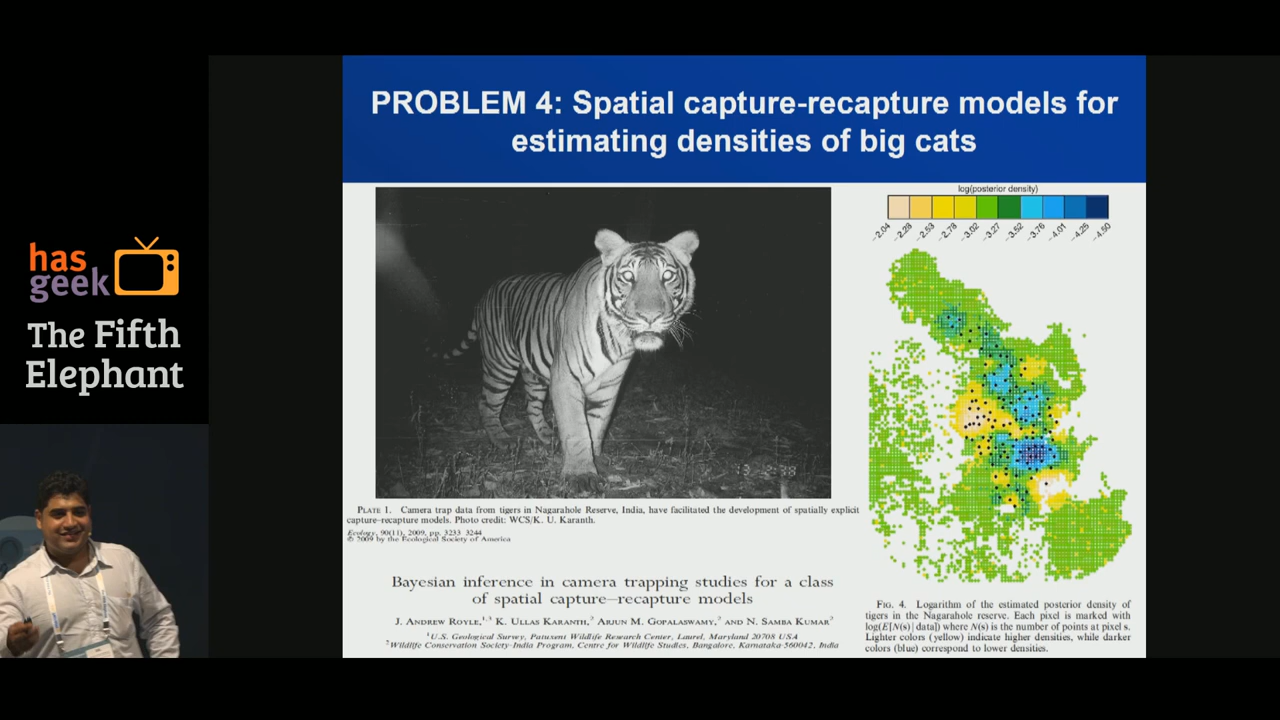 has
geek
The Fifth
Elephant
PROBLEM 4: Spatial capture-recapture models for
estimating densities of big cats
PLATE 1. Camera trap data from tigers in Nagarahole Reserve, India, have facilitated the development of spatially explicit
capture–recapture models. Photo credit: WCS/K. U. Karanth.
Ecology, 90(11), 2009, pp. 3233–3244
© 2009 by the Ecological Society of America
Bayesian inference in camera trapping studies for a class
of spatial capture–recapture models
J. Andrew Royle,1,3 K. Ullas Karanth,2 Arjun M. Gopalaswamy,2 and N. Samba Kumar2
1U.S. Geological Survey, Patuxent Wildlife Research Center, Laurel, Maryland 20708 USA
2Wildlife Conservation Society-India Program, Centre for Wildlife Studies, Bangalore, Karnataka-560042, India
log(posterior density)
−2.04 −2.28 −2.53 −2.78 −3.02 −3.27 −3.52 −3.76 −4.01 −4.25 −4.50
FIG. 4. Logarithm of the estimated posterior density of
tigers in the Nagarahole reserve. Each pixel is marked with
log(E[N(s)|data]) where N(s) is the number of points at pixel s.
Lighter colors (yellow) indicate higher densities, while darker
colors (blue) correspond to lower densities.